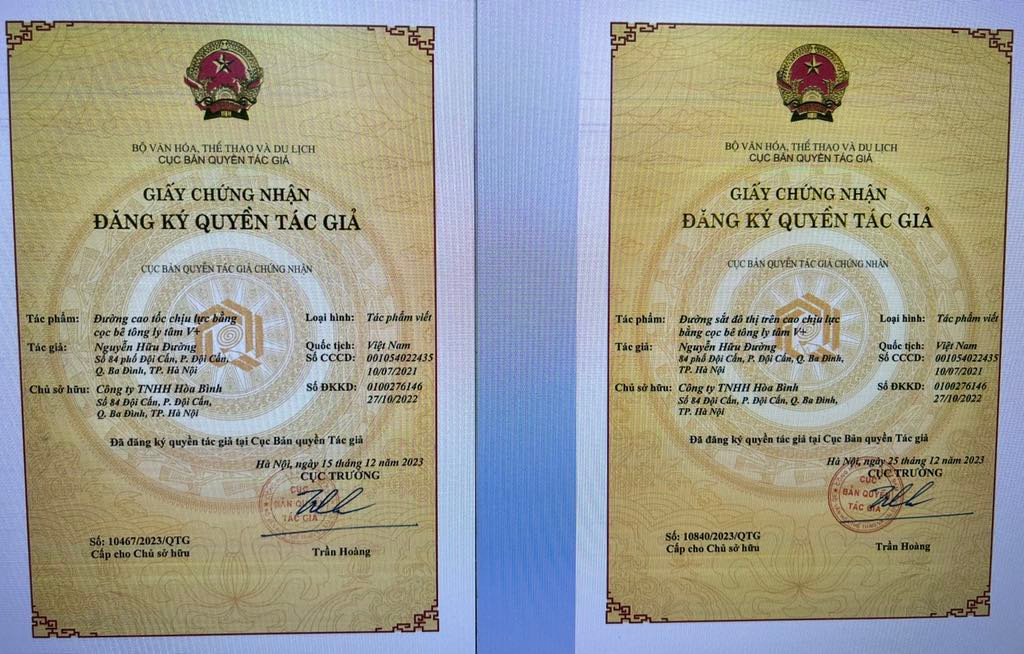 BỘ VĂN HÓA, THỂ THAO VÀ DU LỊCH
CỤC BẢN QUYỀN TÁC GIẢ
GIẤY CHỨNG NHẬN
ĐĂNG KÝ QUYỀN TÁC GIẢ
CỤC BẢN QUYỀN TÁC GIẢ CHỨNG NHẬN
Tác phẩm: Đường cao tốc chịu lực bằng cọc bê tông ly tâm V+
Loại hình: Tác phẩm viết
Tác giả: Nguyễn Hữu Đường
Số 84 phố Đội Cấn, P. Đội Cấn,
Q. Ba Đình, TP. Hà Nội
Quốc tịch: Việt Nam
Số CCCD: 001054022435
10/07/2021
Chủ sở hữu: Công ty TNHH Hòa Bình
Số 84 Đội Cấn, P. Đội Cấn,
Q. Ba Đình, TP. Hà Nội
Số ĐKKD: 0100276146
27/10/2022
Đã đăng ký quyền tác giả tại Cục Bản quyền Tác giả
Hà Nội, ngày 15 tháng 12 năm 2023
CỤC TRƯỞNG
CỤC
BẢN QUYỀN
TÁC GIẢ
Số: 10467/2023/QTG
Cấp cho Chủ sở hữu
Trần Hoàng
BỘ VĂN HÓA, THỂ THAO VÀ DU LỊCH
CỤC BẢN QUYỀN TÁC GIẢ
GIẤY CHỨNG NHẬN
ĐĂNG KÝ QUYỀN TÁC GIẢ
CỤC BẢN QUYỀN TÁC GIẢ CHỨNG NHẬN
Tác phẩm: Đường sắt đô thị trên cao chịu lực
bằng cọc bê tông ly tâm V+
Loại hình: Tác phẩm viết
Tác giả: Nguyễn Hữu Đường
84 phố Đội Cấn, P. Đội Cấn, Q. Ba Đình,
TP. Hà Nội
Quốc tịch: Việt Nam
Số CCCD: 001054022435
10/07/2021
Chủ sở hữu: Công ty TNHH Hòa Bình
Số 84 Đội Cấn, P. Đội Cấn, Q. Ba Đình,
TP. Hà Nội
Số ĐKKD: 0100276146
27/10/2022
Đã đăng ký quyền tác giả tại Cục Bản quyền Tác giả
Hà Nội, ngày 25 tháng 12 năm 2023
CỤC TRƯỞNG
CỤC
BẢN QUYỀN
TÁC GIẢ
Số: 10840/2023/QTG
Cấp cho Chủ sở hữu
Trần Hoàng